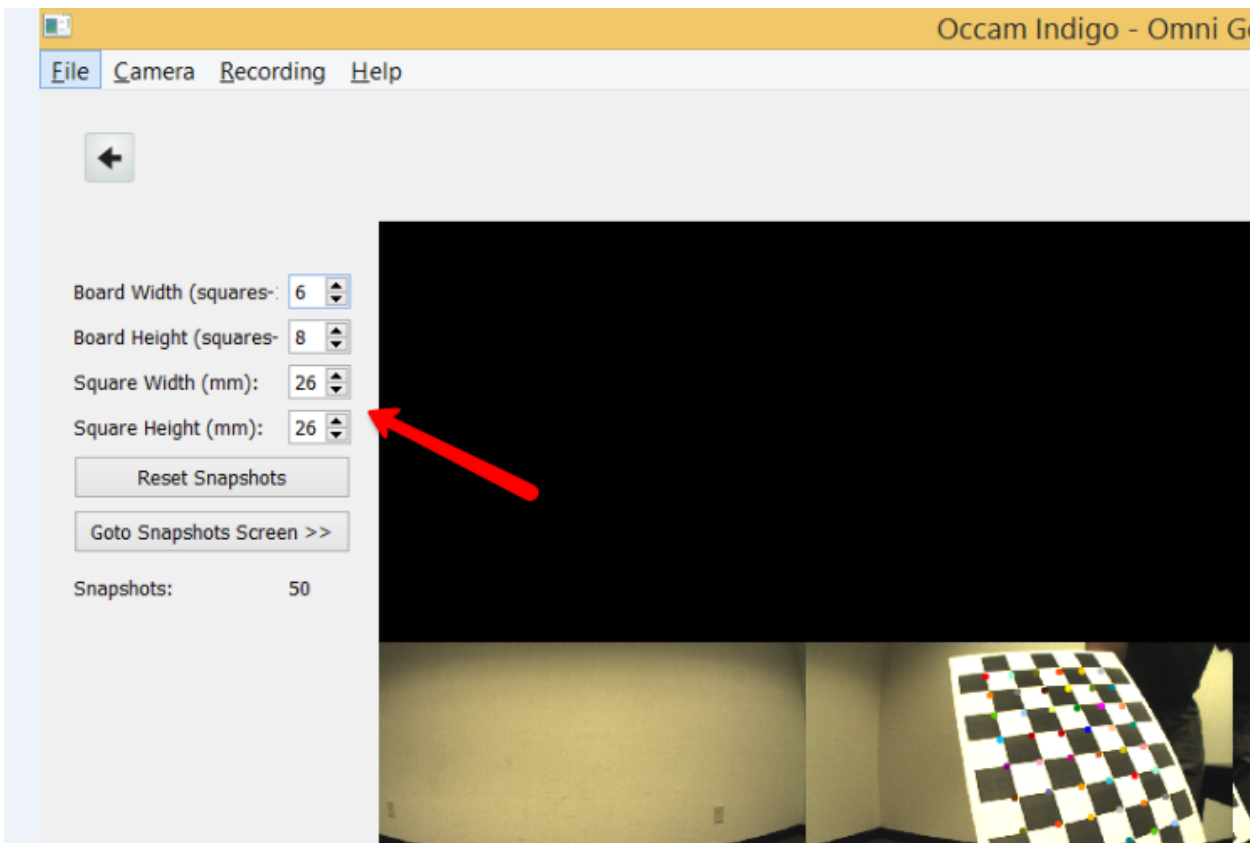 Occam Indigo - Omni
File Camera Recording Help
Board Width (squares- 6
Board Height (squares- 8
Square Width (mm): 26
Square Height (mm): 26
Reset Snapshots
Goto Snapshots Screen >>
Snapshots: 50